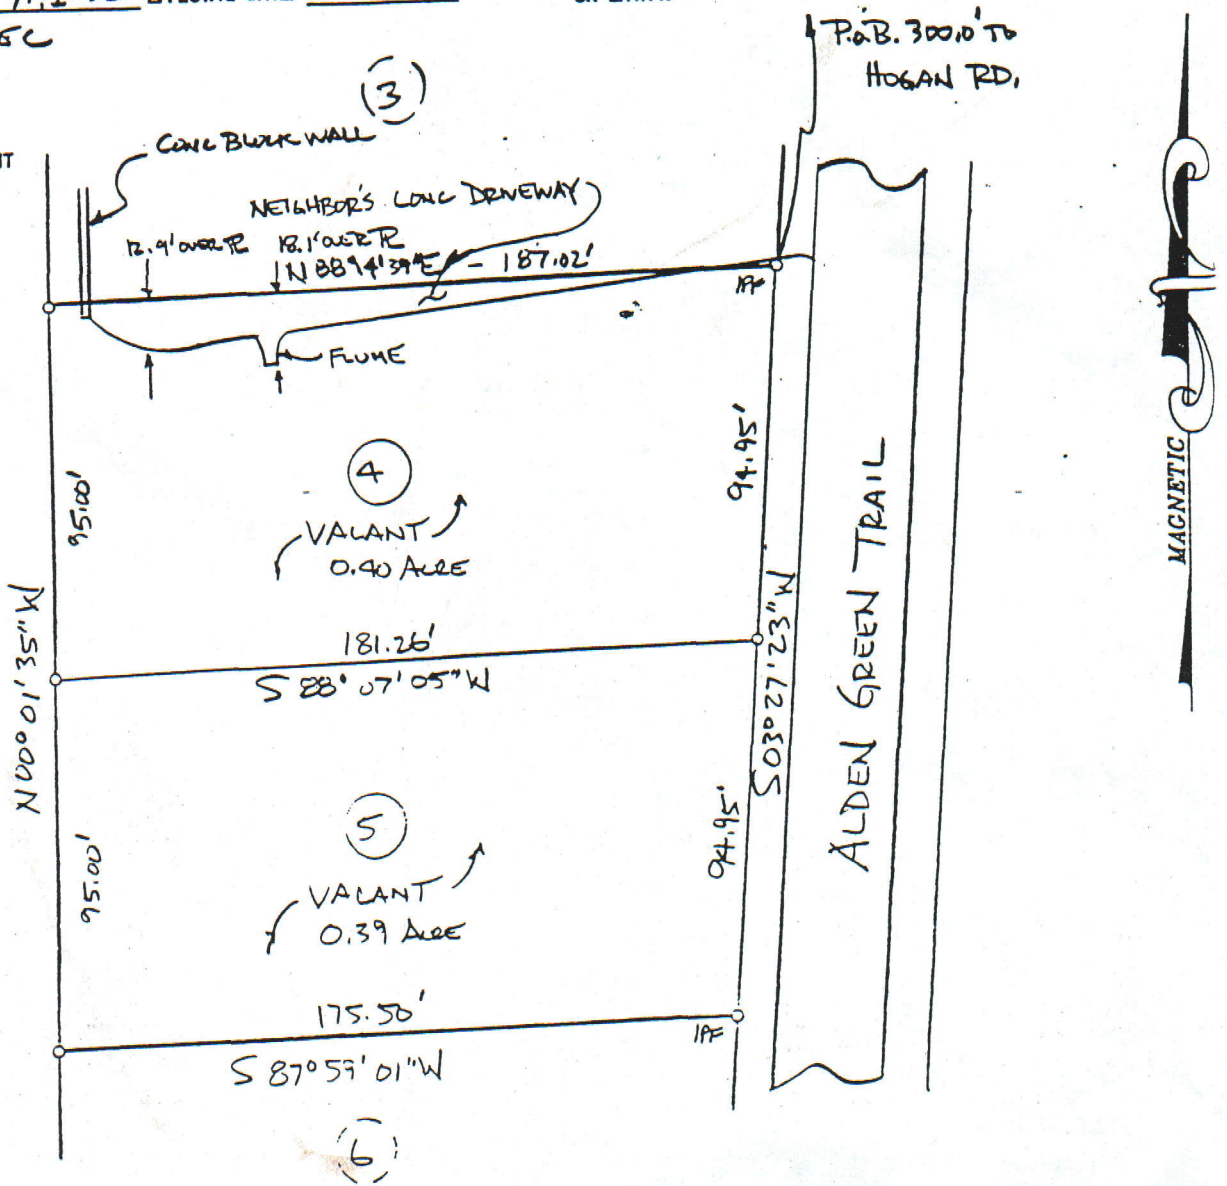 P.O.B. 300.0' TO
HOGAN RD.
3
CONC BLOCK WALL
NEIGHBOR'S CONC DRIVEWAY
12.9' OVER PL
18.1' OVER PL
N 88°14'39"E - 187.02'
IPF
FLUME
95.00'
4
94.95'
VACANT
0.40 ACRE
MAGNETIC
N 00° 01' 35" W
181.26'
S 88° 07' 05" W
S 03° 27' 23" W
ALDEN GREEN TRAIL
95.00'
5
94.95'
VACANT
0.39 ACRE
175.50'
IPF
S 87° 59' 01" W
6